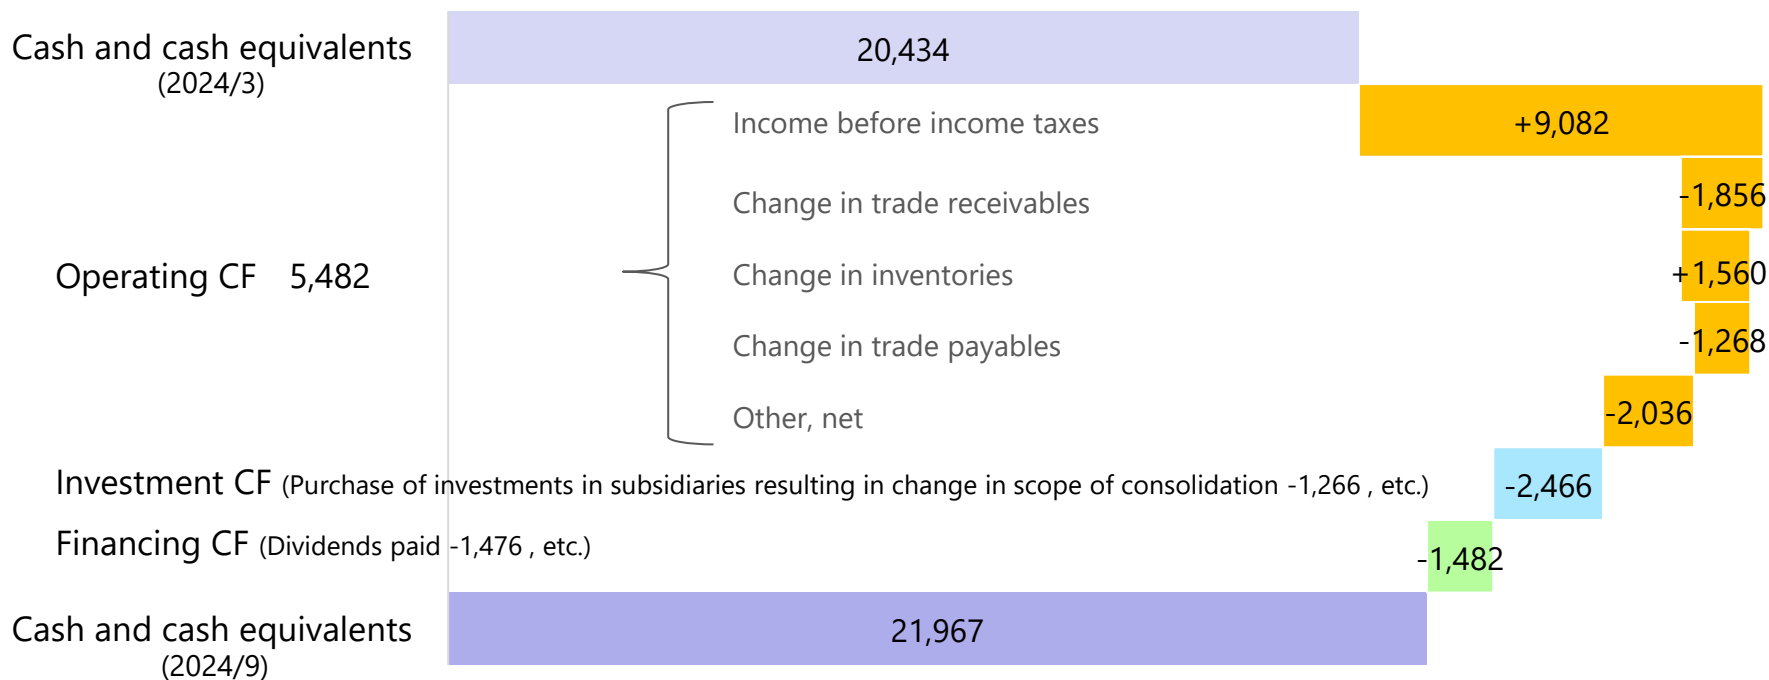 Cash and cash equivalents
(2024/3)
20,434
Income before income taxes
+9,082
Change in trade receivables
-1,856
Operating CF 5,482
Change in inventories
+1,560
Change in trade payables
-1,268
Other, net
-2,036
Investment CF (Purchase of investments in subsidiaries resulting in change in scope of consolidation -1,266 , etc.)
-2,466
Financing CF (Dividends paid -1,476 , etc.)
-1,482
Cash and cash equivalents
(2024/9)
21,967